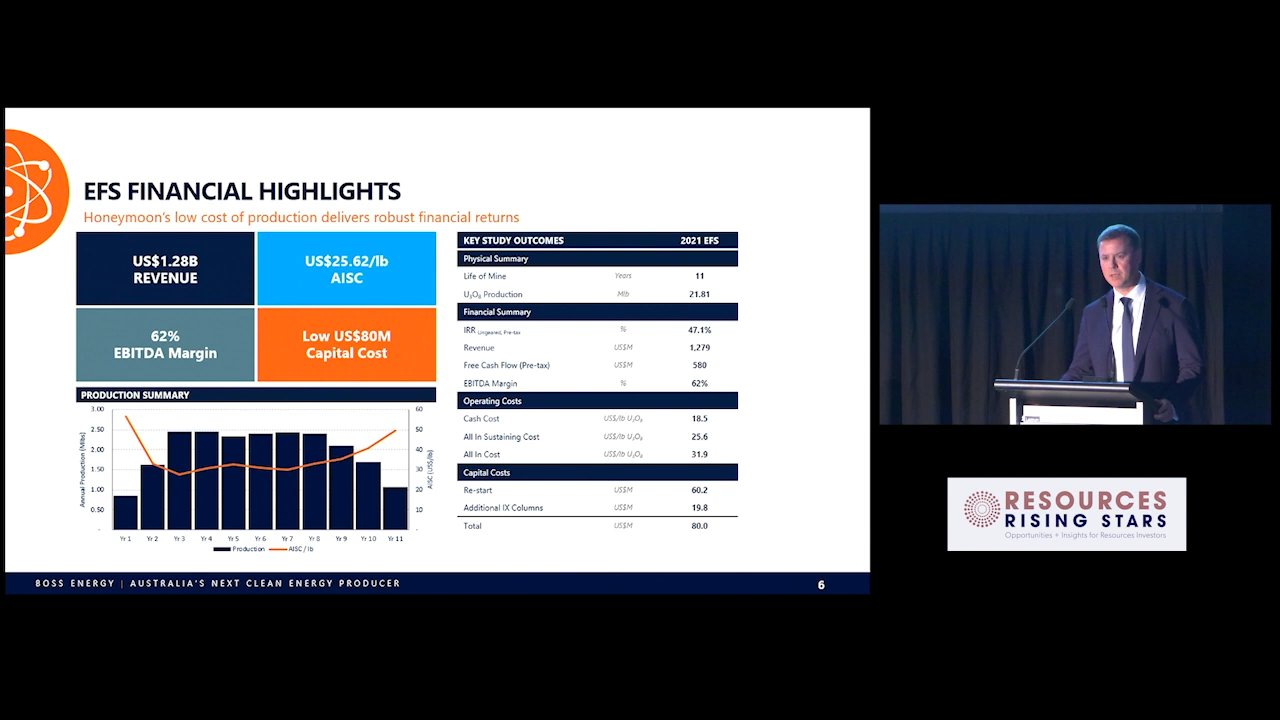 EFS FINANCIAL HIGHLIGHTS
Honeymoon's low cost of production delivers robust financial returns
US$1.28B
REVENUE
US$25.62/lb
AISC
62%
EBITDA Margin
Low US$80M
Capital Cost
PRODUCTION SUMMARY
3.00
2.50
2.00
1.50
1.00
0.50
-
Annual Production (Mlbs)
60
50
40
30
20
10
-
AISC (US$/lb)
Yr 1 Yr 2 Yr 3 Yr 4 Yr 5 Yr 6 Yr 7 Yr 8 Yr 9 Yr 10 Yr 11
Production AISC / lb
KEY STUDY OUTCOMES 2021 EFS
Physical Summary
Life of Mine Years 11
U₃O₈ Production Mlb 21.81
Financial Summary
IRR Ungeared, Pre-tax % 47.1%
Revenue US$M 1,279
Free Cash Flow (Pre-tax) US$M 580
EBITDA Margin % 62%
Operating Costs
Cash Cost US$/lb U₃O₈ 18.5
All In Sustaining Cost US$/lb U₃O₈ 25.6
All In Cost US$/lb U₃O₈ 31.9
Capital Costs
Re-start US$M 60.2
Additional IX Columns US$M 19.8
Total US$M 80.0
BOSS ENERGY | AUSTRALIA'S NEXT CLEAN ENERGY PRODUCER 6
RESOURCES
RISING STARS
Opportunities + Insights for Resources Investors